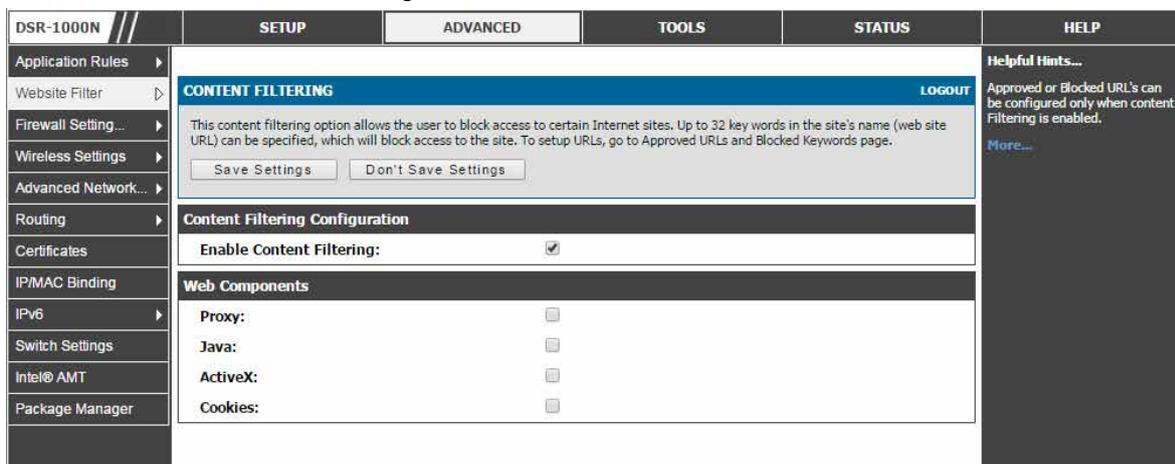 DSR-1000N
SETUP
ADVANCED
TOOLS
STATUS
HELP
Application Rules
Website Filter
Firewall Setting...
Wireless Settings
Advanced Network...
Routing
Certificates
IP/MAC Binding
IPv6
Switch Settings
Intel® AMT
Package Manager
CONTENT FILTERING
LOGOUT
This content filtering option allows the user to block access to certain Internet sites. Up to 32 key words in the site's name (web site
URL) can be specified, which will block access to the site. To setup URLs, go to Approved URLs and Blocked Keywords page.
Save Settings
Don't Save Settings
Content Filtering Configuration
Enable Content Filtering:
Web Components
Proxy:
Java:
ActiveX:
Cookies:
Helpful Hints...
Approved or Blocked URL's can
be configured only when content
Filtering is enabled.
More...